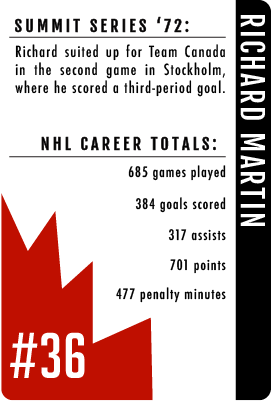 SUMMIT SERIES ‘72:
Richard suited up for Team Canada
in the second game in Stockholm,
where he scored a third-period goal.
NHL CAREER TOTALS:
685 games played
384 goals scored
317 assists
701 points
477 penalty minutes
#36
RICHARD MARTIN